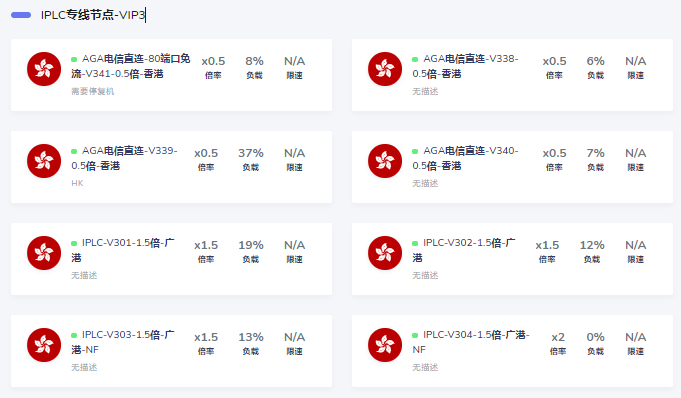 IPLC专线节点-VIP3
AGA电信直连-80端口免
流-V341-0.5倍-香港
需要停复机
x0.5 8% N/A
倍率 负载 限速
AGA电信直连-V338-
0.5倍-香港
无描述
x0.5 6% N/A
倍率 负载 限速
AGA电信直连-V339-
0.5倍-香港
HK
x0.5 37% N/A
倍率 负载 限速
AGA电信直连-V340-
0.5倍-香港
无描述
x0.5 7% N/A
倍率 负载 限速
IPLC-V301-1.5倍-广
港
无描述
x1.5 19% N/A
倍率 负载 限速
IPLC-V302-1.5倍-广
港
无描述
x1.5 12% N/A
倍率 负载 限速
IPLC-V303-1.5倍-广
港-NF
无描述
x1.5 13% N/A
倍率 负载 限速
IPLC-V304-1.5倍-广港-
NF
无描述
x2 0% N/A
倍率 负载 限速